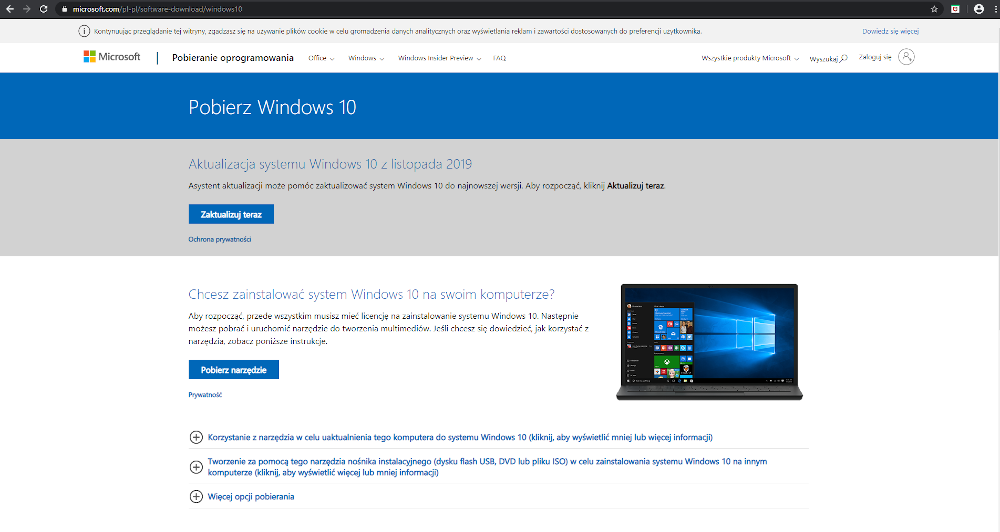 microsoft.com/pl-pl/software-download/windows10
Kontynuując przeglądanie tej witryny, zgadzasz się na używanie plików cookie w celu gromadzenia danych analitycznych oraz wyświetlania reklam i zawartości dostosowanych do preferencji użytkownika. Dowiedz się więcej
Microsoft Pobieranie oprogramowania Office Windows Windows Insider Preview FAQ Wszystkie produkty Microsoft Wyszukaj Zaloguj się
Pobierz Windows 10
Aktualizacja systemu Windows 10 z listopada 2019
Asystent aktualizacji może pomóc zaktualizować system Windows 10 do najnowszej wersji. Aby rozpocząć, kliknij Aktualizuj teraz.
Zaktualizuj teraz
Ochrona prywatności
Chcesz zainstalować system Windows 10 na swoim komputerze?
Aby rozpocząć, przede wszystkim musisz mieć licencję na zainstalowanie systemu Windows 10. Następnie
możesz pobrać i uruchomić narzędzie do tworzenia multimediów. Jeśli chcesz się dowiedzieć, jak korzystać z
narzędzia, zobacz poniższe instrukcje.
Pobierz narzędzie
Prywatność
Korzystanie z narzędzia w celu uaktualnienia tego komputera do systemu Windows 10 (kliknij, aby wyświetlić mniej lub więcej informacji)
Tworzenie za pomocą tego narzędzia nośnika instalacyjnego (dysku flash USB, DVD lub pliku ISO) w celu zainstalowania systemu Windows 10 na innym
komputerze (kliknij, aby wyświetlić więcej lub mniej informacji)
Więcej opcji pobierania